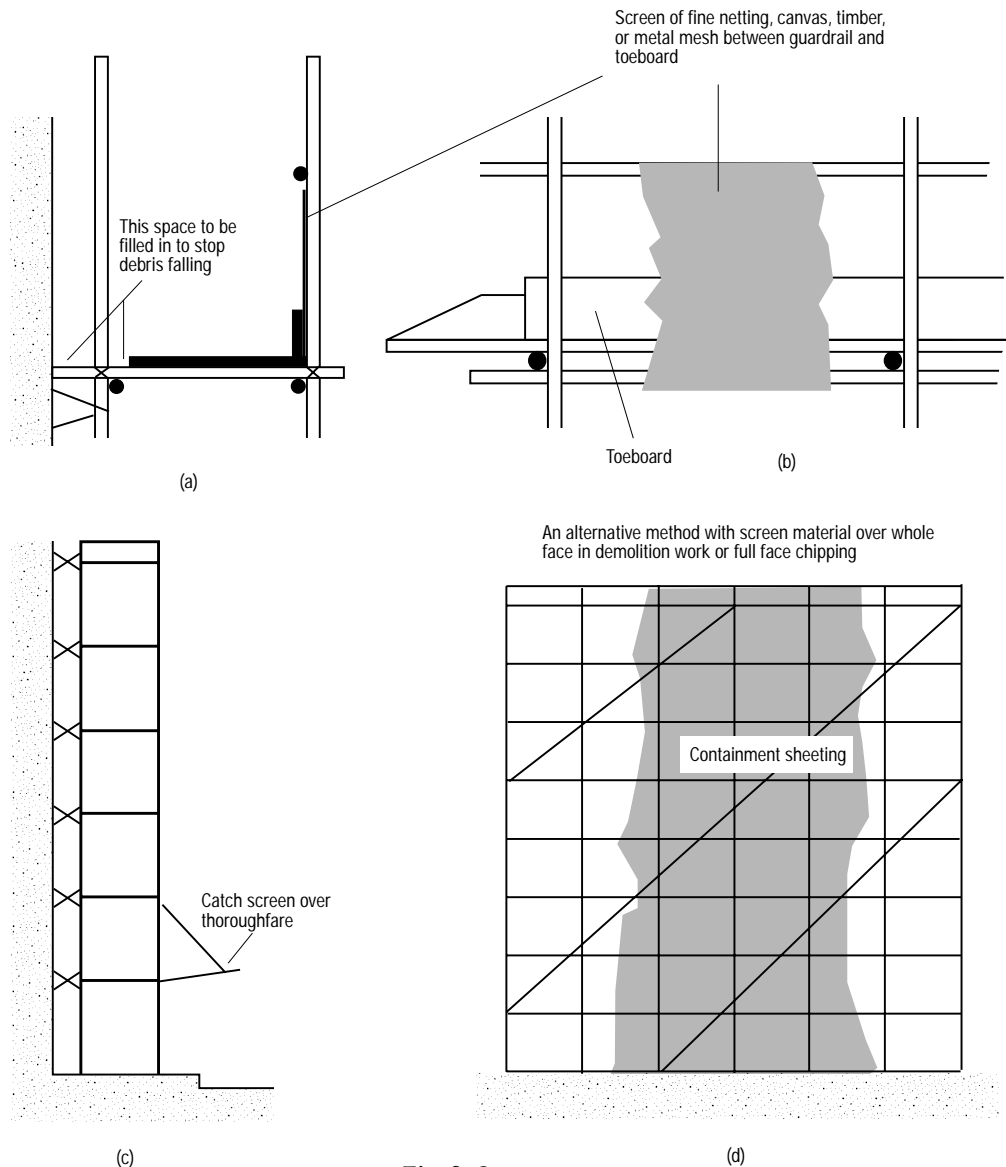 Screen of fine netting, canvas, timber,
or metal mesh between guardrail and
toeboard
This space to be
filled in to stop
debris falling
Toeboard
(a)
(b)
An alternative method with screen material over whole
face in demolition work or full face chipping
Containment sheeting
Catch screen over
thoroughfare
(c)
(d)